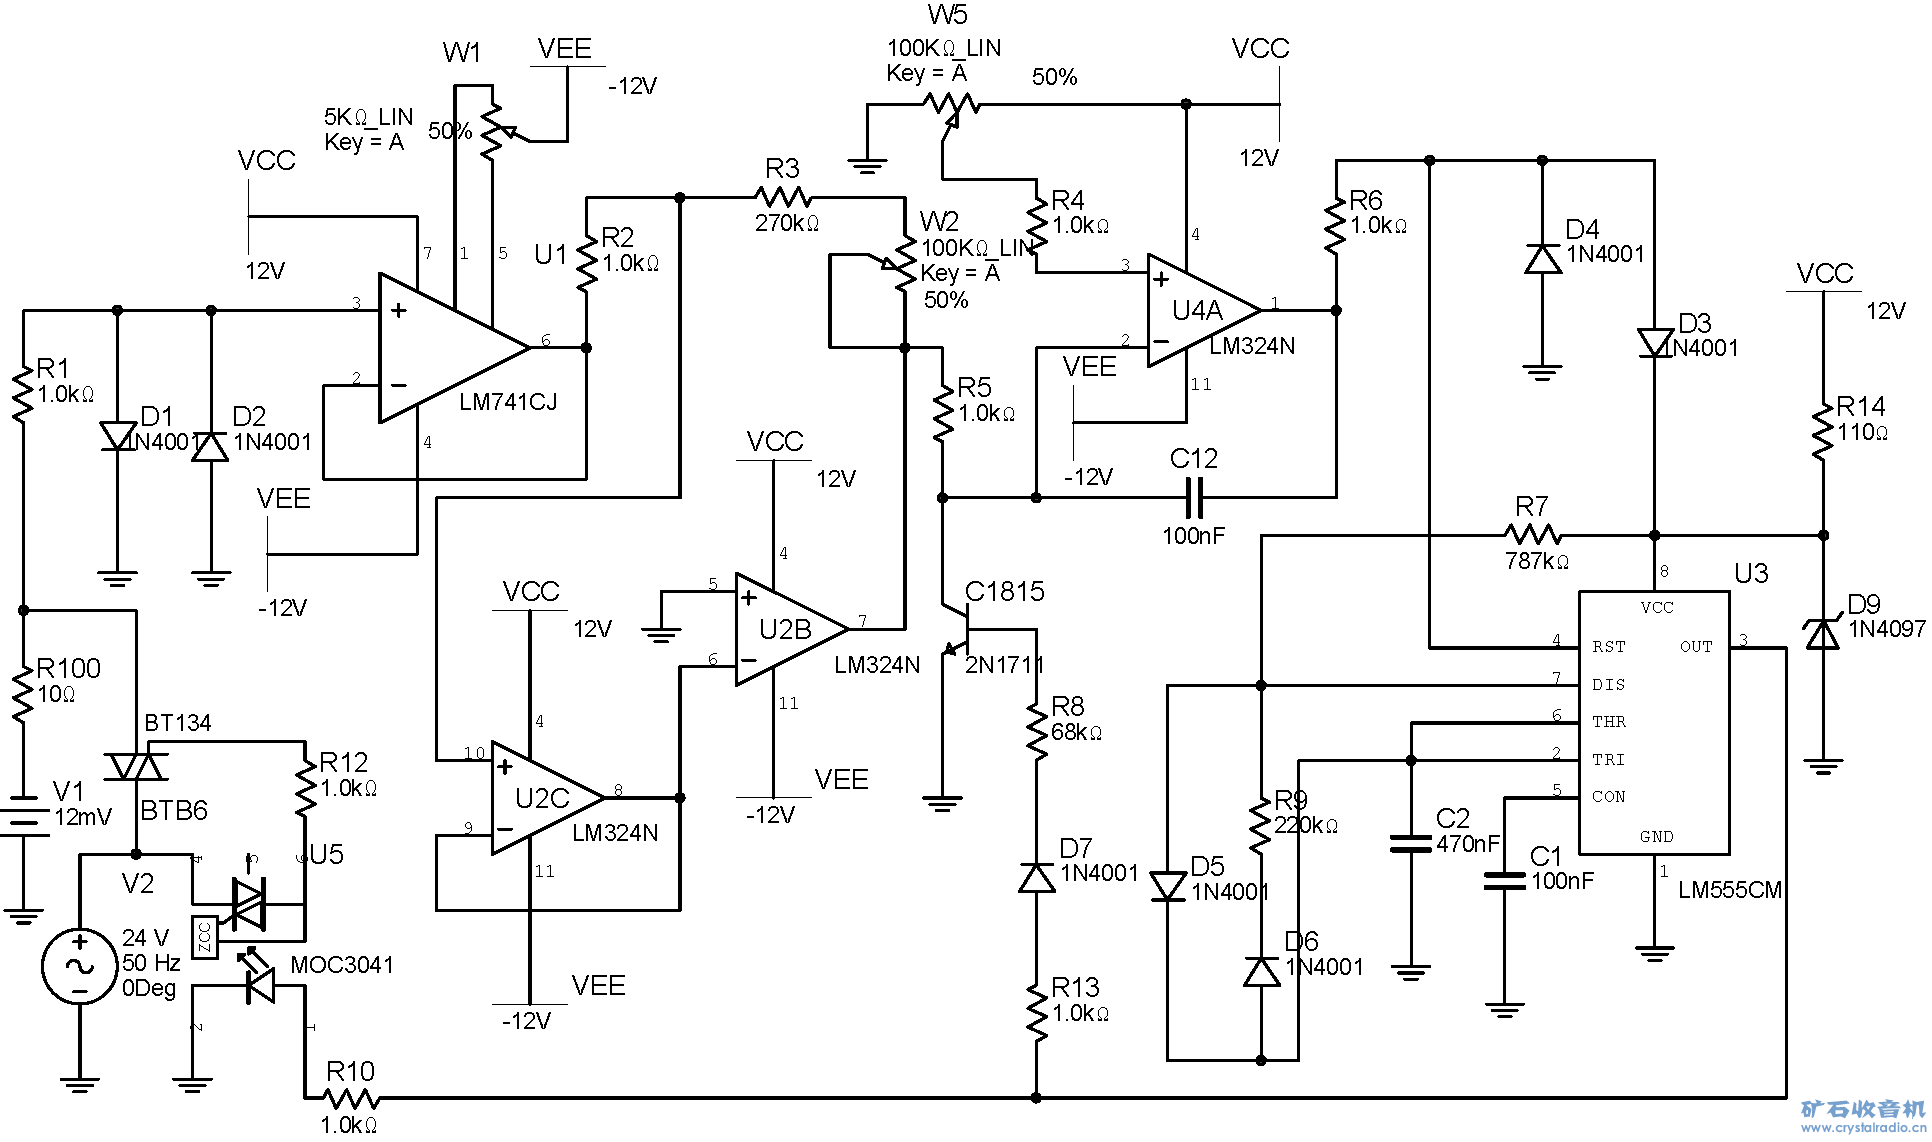 W5
W1
VEE
100KΩ_LIN
Key = A
50%
VCC
-12V
5KΩ_LIN
Key = A
50%
VCC
12V
R3
270kΩ
12V
7
1
5
U1
R2
1.0kΩ
W2
100KΩ_LIN
Key = A
50%
R4
1.0kΩ
4
R6
1.0kΩ
D4
1N4001
VCC
12V
3
3
U4A
1
2
LM324N
D3
1N4001
6
R1
1.0kΩ
2
LM741CJ
VEE
11
R5
1.0kΩ
D1
1N4001
D2
1N4001
4
R14
110Ω
VCC
12V
C12
-12V
100nF
VEE
-12V
R7
787kΩ
4
5
U2B
7
6
LM324N
11
C1815
2N1711
8
U3
VCC
D9
1N4097
VCC
12V
4
RST
OUT
3
7
DIS
6
THR
2
TRI
5
CON
GND
1
LM555CM
R100
10Ω
BT134
BTB6
R12
1.0kΩ
4
10
U2C
8
9
LM324N
11
VEE
-12V
R8
68kΩ
V1
12mV
R9
220kΩ
C2
470nF
C1
100nF
4
5
6
U5
V2
D7
1N4001
D5
1N4001
24 V
50 Hz
0Deg
ZCC
MOC3041
D6
1N4001
VEE
-12V
R13
1.0kΩ
2
1
R10
1.0kΩ
矿石收音机
www.crystalradio.cn